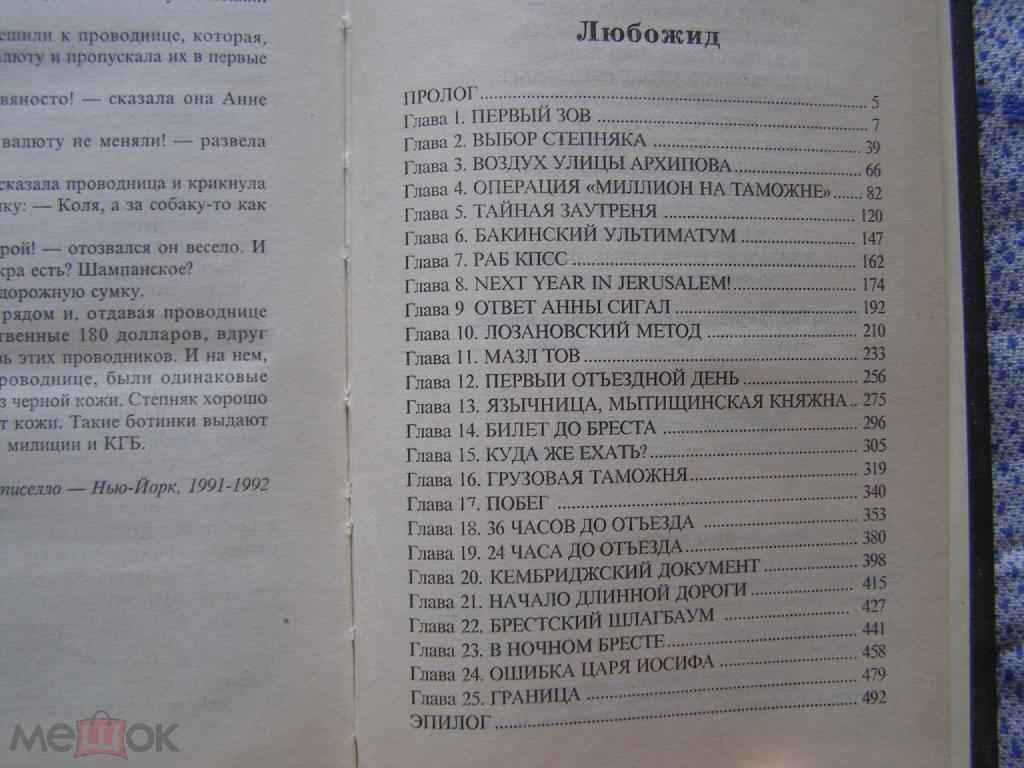 ешили к проводнице, которая,
алюту и пропускала их в первые
вяносто! — сказала она Анне
валюту не меняли! — развела
сказала проводница и крикнула
ку: — Коля, а за собаку-то как
рой! — отозвался он весело. И
кра есть? Шампанское?
дорожную сумку.
рядом и, отдавая проводнице
ственные 180 долларов, вдруг
вь этих проводников. И на нем,
роводнице, были одинаковые
з черной кожи. Степняк хорошо
т кожи. Такие ботинки выдают
милиции и КГБ.
тиселло — Нью-Йорк, 1991-1992
Любожид
ПРОЛОГ 5
Глава 1. ПЕРВЫЙ ЗОВ 7
Глава 2. ВЫБОР СТЕПНЯКА 39
Глава 3. ВОЗДУХ УЛИЦЫ АРХИПОВА 66
Глава 4. ОПЕРАЦИЯ «МИЛЛИОН НА ТАМОЖНЕ» 82
Глава 5. ТАЙНАЯ ЗАУТРЕНЯ 120
Глава 6. БАКИНСКИЙ УЛЬТИМАТУМ 147
Глава 7. РАБ КПСС 162
Глава 8. NEXT YEAR IN JERUSALEM! 174
Глава 9 ОТВЕТ АННЫ СИГАЛ 192
Глава 10. ЛОЗАНОВСКИЙ МЕТОД 210
Глава 11. МАЗЛ ТОВ 233
Глава 12. ПЕРВЫЙ ОТЪЕЗДНОЙ ДЕНЬ 256
Глава 13. ЯЗЫЧНИЦА, МЫТИЩИНСКАЯ КНЯЖНА 275
Глава 14. БИЛЕТ ДО БРЕСТА 296
Глава 15. КУДА ЖЕ ЕХАТЬ? 305
Глава 16. ГРУЗОВАЯ ТАМОЖНЯ 319
Глава 17. ПОБЕГ 340
Глава 18. 36 ЧАСОВ ДО ОТЪЕЗДА 353
Глава 19. 24 ЧАСА ДО ОТЪЕЗДА 380
Глава 20. КЕМБРИДЖСКИЙ ДОКУМЕНТ 398
Глава 21. НАЧАЛО ДЛИННОЙ ДОРОГИ 415
Глава 22. БРЕСТСКИЙ ШЛАГБАУМ 427
Глава 23. В НОЧНОМ БРЕСТЕ 441
Глава 24. ОШИБКА ЦАРЯ ИОСИФА 458
Глава 25. ГРАНИЦА 479
ЭПИЛОГ 492
мешок